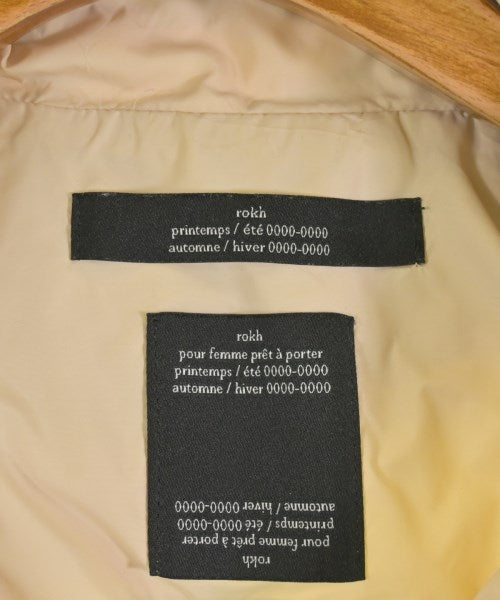 rokh
printemps / été 0000-0000
automne / hiver 0000-0000
rokh
pour femme prêt à porter
printemps / été 0000-0000
automne / hiver 0000-0000
rokh
pour femme prêt à porter
printemps / été 0000-0000
automne / hiver 0000-0000